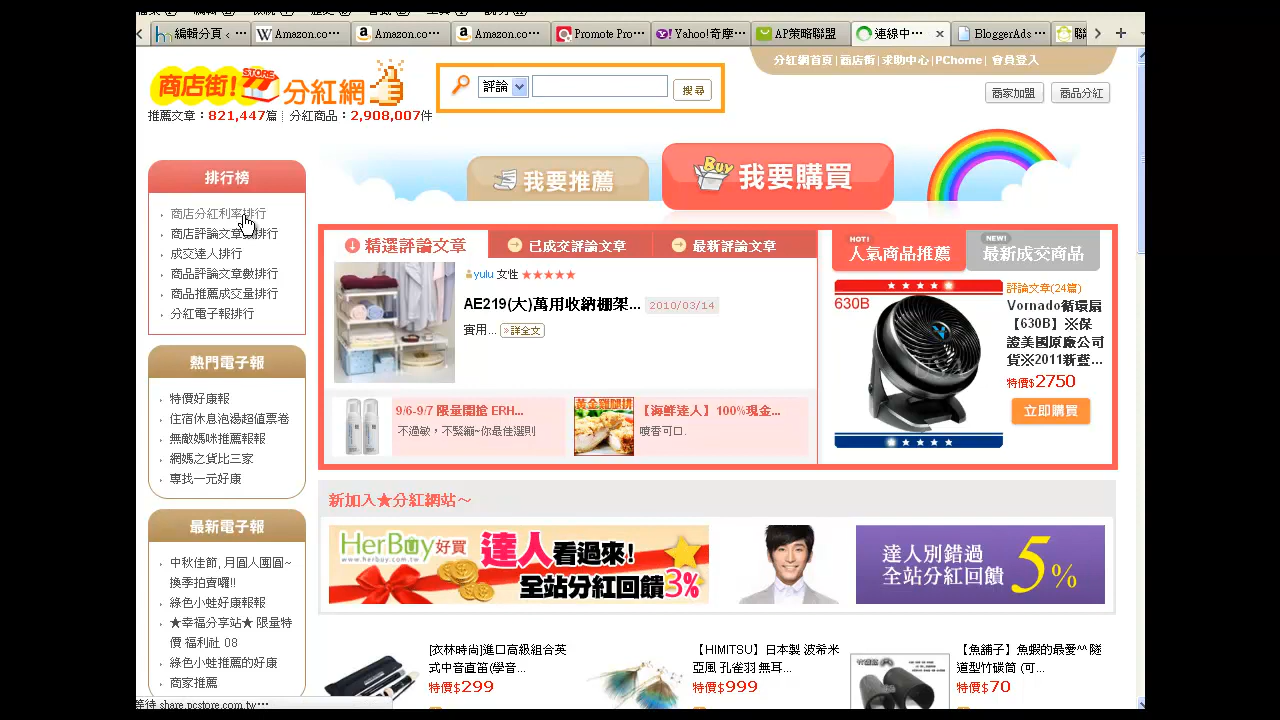 編輯分頁 < …
Amazon.co…
Amazon.co…
Amazon.co…
Promote Pro…
Yahoo!奇摩…
AP策略聯盟
連線中…
BloggerAds …
分紅網首頁 | 商店街 | 求助中心 | PChome | 會員登入
商店街! STORE 分紅網
評論
搜尋
商家加盟
商品分紅
推薦文章：821,447篇 | 分紅商品：2,908,007件
我要推薦
BUY 我要購買
排行榜
商店分紅利率排行
商店評論文章數排行
成交達人排行
商品評論文章數排行
商品推薦成交量排行
分紅電子報排行
熱門電子報
特價好康報
住宿休息泡湯超值票卷
無敵媽咪推薦報報
網媽之貨比三家
專找一元好康
最新電子報
中秋佳節, 月圓人團圓~
換季拍賣囉!!
綠色小蛙好康報報
★幸福分享站★ 限量特
價 福利社 08
綠色小蛙推薦的好康
商家推薦
精選評論文章
已成交評論文章
最新評論文章
yulu 女性 ★★★★★
AE219(大)萬用收納棚架... 2010/03/14
實用... »詳全文
9/6-9/7 限量開搶 ERH...
不過敏，不緊繃~你最佳選則
黃金雞腿排
【海鮮達人】100%現金...
噴香可口.
HOT!
人氣商品推薦
NEW!
最新成交商品
630B
評論文章(24篇)
Vornado循環扇
【630B】※保
證美國原廠公司
貨※2011新藍...
特價$2750
立即購買
新加入★分紅網站～
HerBuy好買
www.herbuy.com.tw
達人看過來!
全站分紅回饋3%
達人別錯過
全站分紅回饋 5%
[衣林時尚]進口高級組合英
式中音直笛(學音...
特價$299
【HIMITSU】日本製 波希米
亞風 孔雀羽 無耳...
特價$999
【魚舖子】魚蝦的最愛^^ 隧
道型竹碳筒 (可...
特價$70
等待 share.pcstore.com.tw…